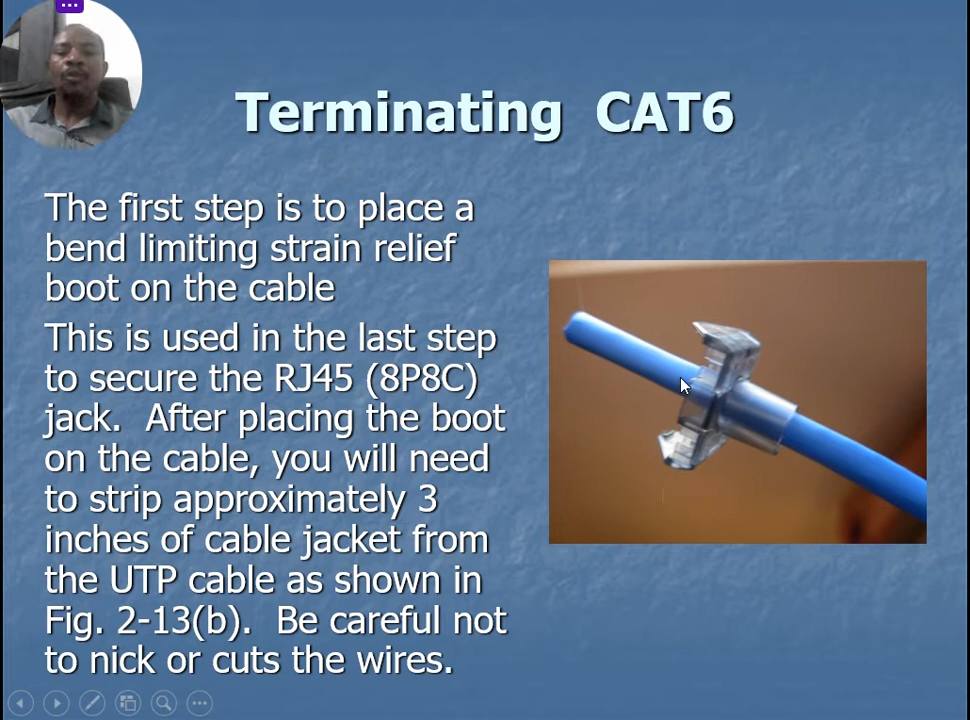 Terminating CAT6
The first step is to place a
bend limiting strain relief
boot on the cable
This is used in the last step
to secure the RJ45 (8P8C)
jack. After placing the boot
on the cable, you will need
to strip approximately 3
inches of cable jacket from
the UTP cable as shown in
Fig. 2-13(b). Be careful not
to nick or cuts the wires.